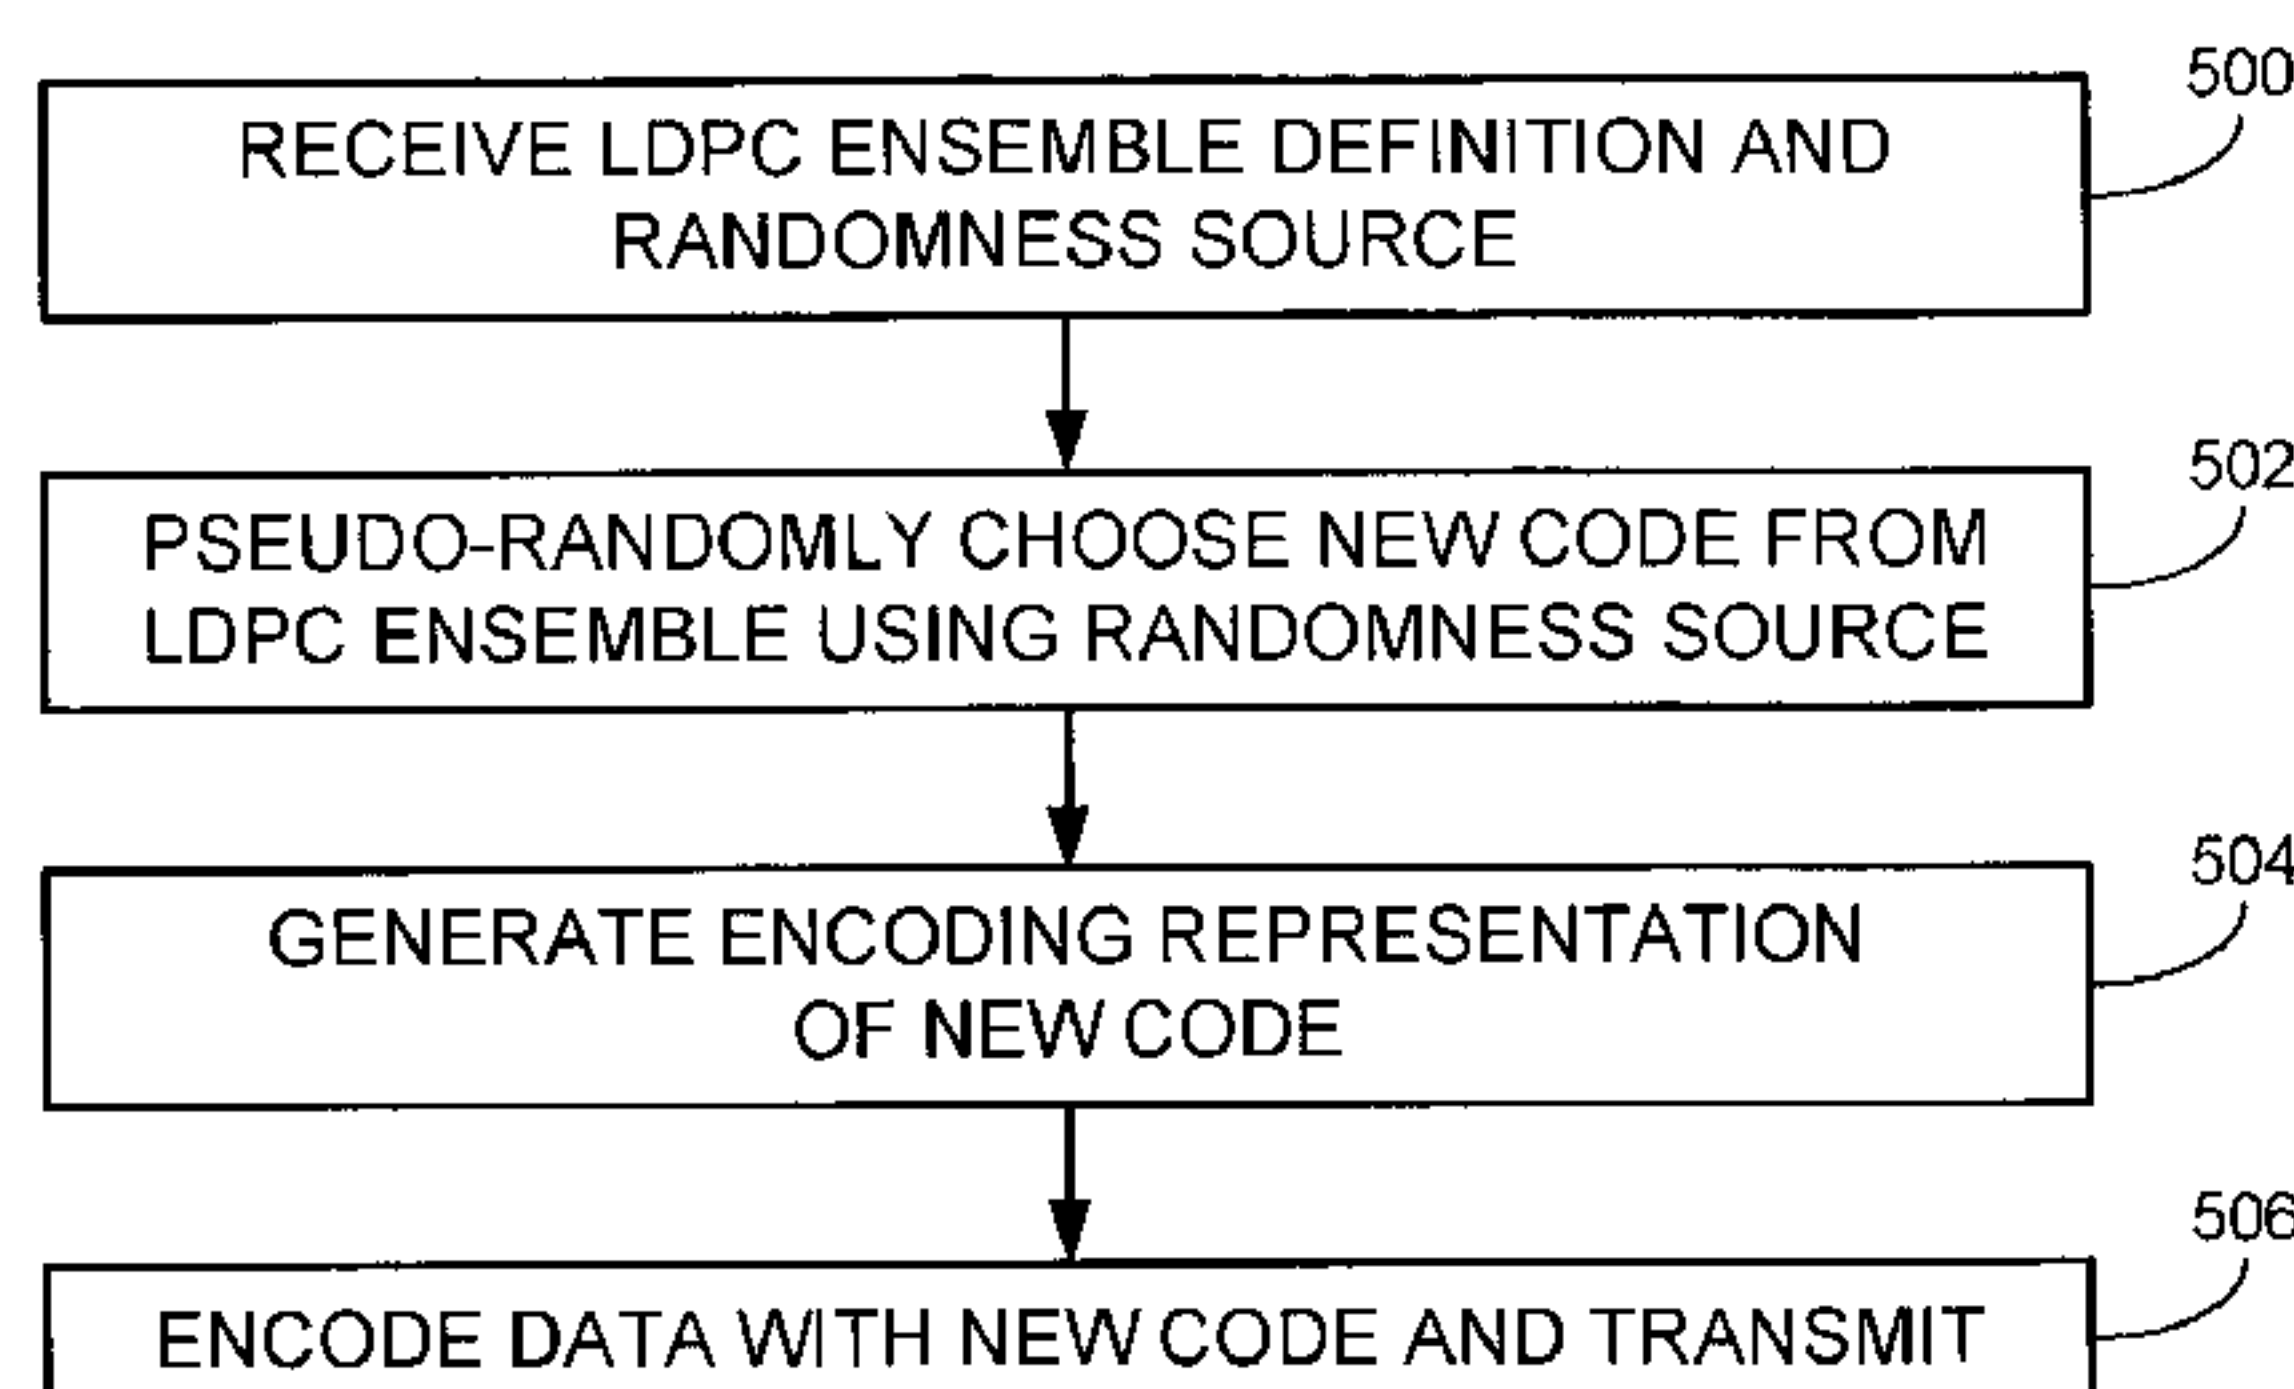 500
RECEIVE LDPC ENSEMBLE DEFINITION AND
RANDOMNESS SOURCE
502
PSEUDO-RANDOMLY CHOOSE NEW CODE FROM
LDPC ENSEMBLE USING RANDOMNESS SOURCE
504
GENERATE ENCODING REPRESENTATION
OF NEW CODE
506
ENCODE DATA WITH NEW CODE AND TRANSMIT